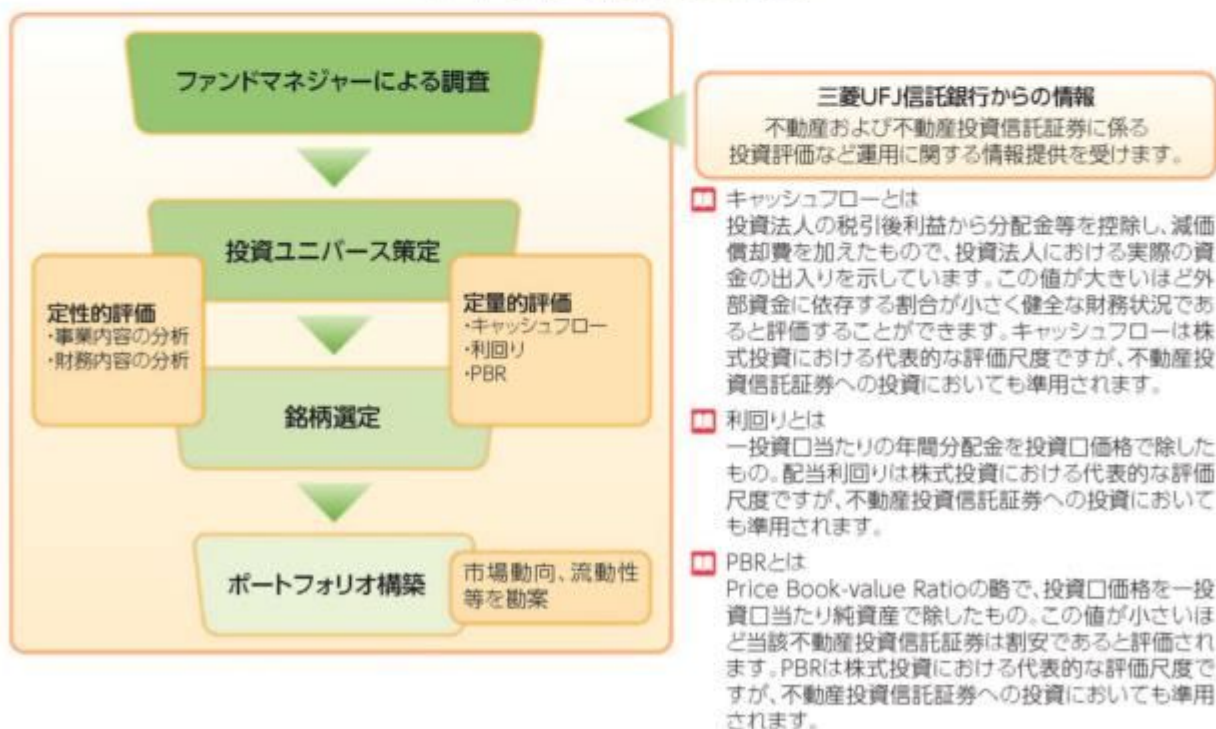 ファンドマネジャーによる調査
三菱UFJ信託銀行からの情報
不動産および不動産投資信託証券に係る
投資評価など運用に関する情報提供を受けます。
投資ユニバース策定
定性的評価
・事業内容の分析
・財務内容の分析
定量的評価
・キャッシュフロー
・利回り
・PBR
銘柄選定
ポートフォリオ構築
市場動向、流動性
等を勘案
キャッシュフローとは
投資法人の税引後利益から分配金等を控除し、減価
償却費を加えたもので、投資法人における実際の資
金の出入りを示しています。この値が大きいほど外
部資金に依存する割合が小さく健全な財務状況であ
ると評価することができます。キャッシュフローは株
式投資における代表的な評価尺度ですが、不動産投
資信託証券への投資においても準用されます。
利回りとは
一投資口当たりの年間分配金を投資口価格で除した
もの。配当利回りは株式投資における代表的な評価
尺度ですが、不動産投資信託証券への投資において
も準用されます。
PBRとは
Price Book-value Ratioの略で、投資口価格を一投
資口当たり純資産で除したもの。この値が小さいほ
ど当該不動産投資信託証券は割安であると評価され
ます。PBRは株式投資における代表的な評価尺度で
すが、不動産投資信託証券への投資においても準用
されます。